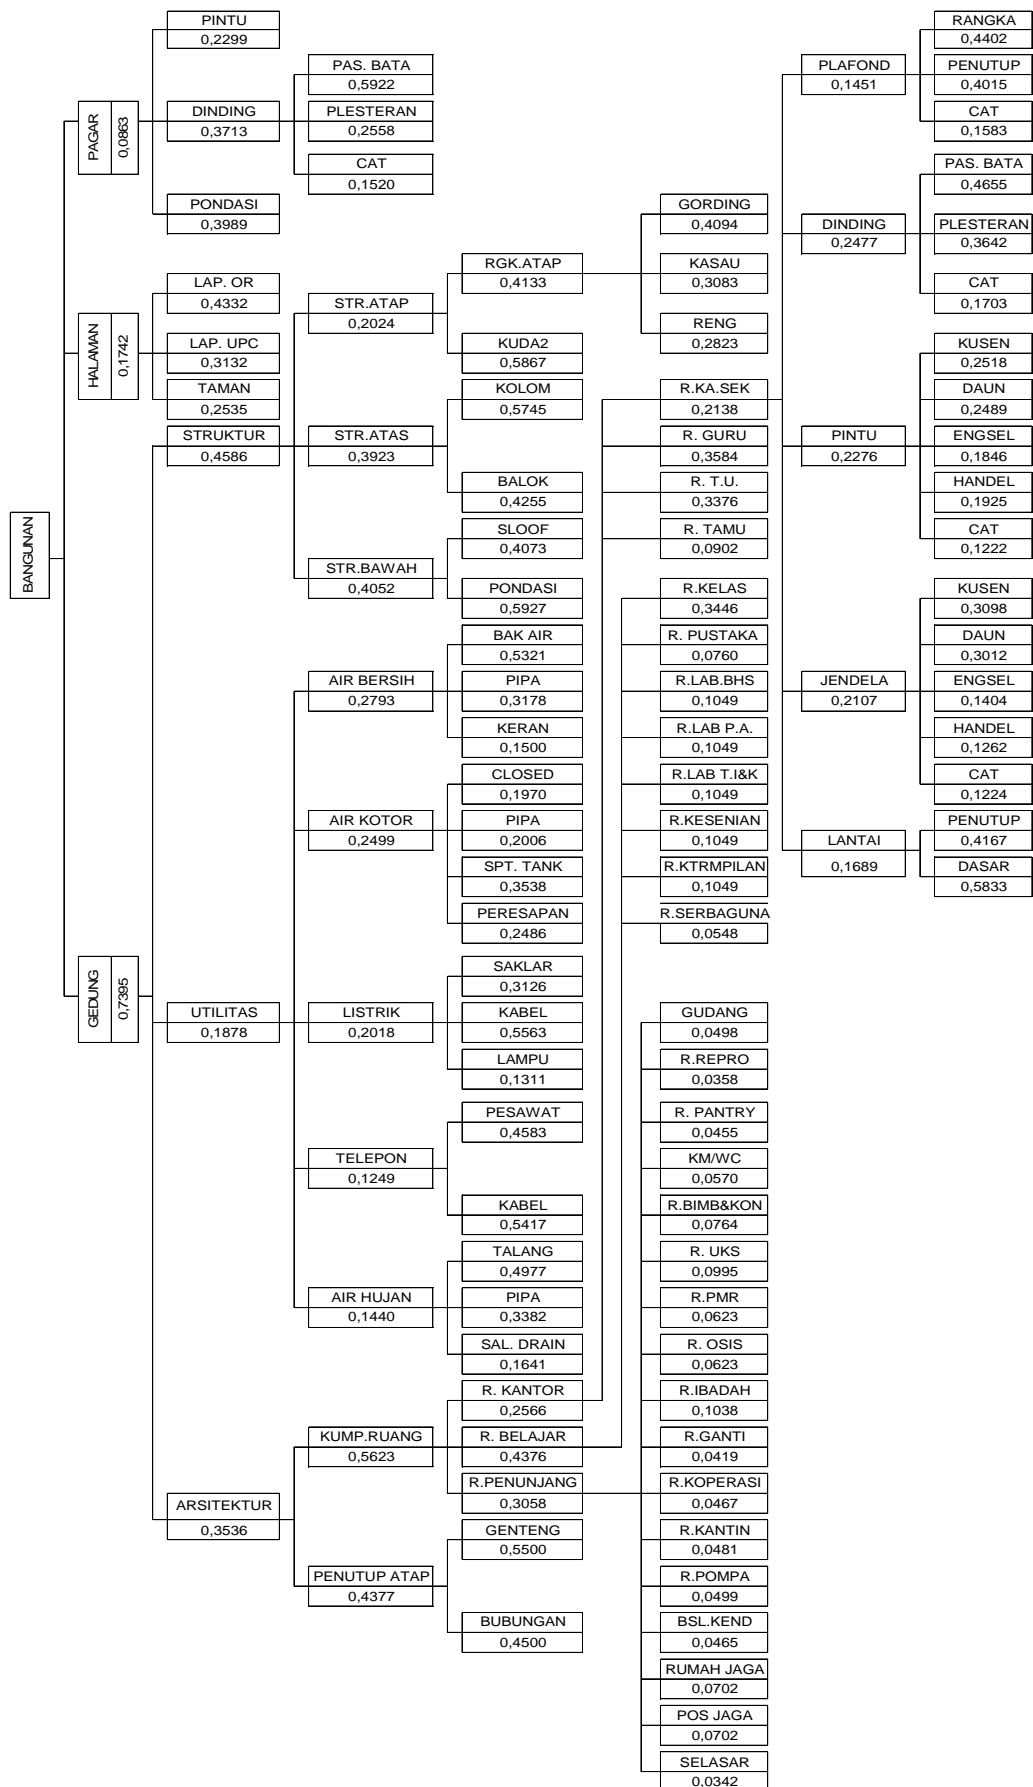 BANGUNAN
PAGAR
0,0863
PINTU
0,2299
DINDING
0,3713
PAS. BATA
0,5922
PLESTERAN
0,2558
CAT
0,1520
PONDASI
0,3989
HALAMAN
0,1742
LAP. OR
0,4332
LAP. UPC
0,3132
TAMAN
0,2535
GEDUNG
0,7395
STRUKTUR
0,4586
STR.ATAP
0,2024
RGK.ATAP
0,4133
GORDING
0,4094
KASAU
0,3083
RENG
0,2823
KUDA2
0,5867
STR.ATAS
0,3923
KOLOM
0,5745
BALOK
0,4255
STR.BAWAH
0,4052
SLOOF
0,4073
PONDASI
0,5927
UTILITAS
0,1878
AIR BERSIH
0,2793
BAK AIR
0,5321
PIPA
0,3178
KERAN
0,1500
AIR KOTOR
0,2499
CLOSED
0,1970
PIPA
0,2006
SPT. TANK
0,3538
PERESAPAN
0,2486
LISTRIK
0,2018
SAKLAR
0,3126
KABEL
0,5563
LAMPU
0,1311
TELEPON
0,1249
PESAWAT
0,4583
KABEL
0,5417
AIR HUJAN
0,1440
TALANG
0,4977
PIPA
0,3382
SAL. DRAIN
0,1641
ARSITEKTUR
0,3536
KUMP.RUANG
0,5623
R. KANTOR
0,2566
R. BELAJAR
0,4376
R.PENUNJANG
0,3058
PENUTUP ATAP
0,4377
GENTENG
0,5500
BUBUNGAN
0,4500
R.KA.SEK
0,2138
R. GURU
0,3584
R. T.U.
0,3376
R. TAMU
0,0902
R.KELAS
0,3446
R. PUSTAKA
0,0760
R.LAB.BHS
0,1049
R.LAB P.A.
0,1049
R.LAB T.I&K
0,1049
R.KESENIAN
0,1049
R.KTRMPILAN
0,1049
R.SERBAGUNA
0,0548
GUDANG
0,0498
R.REPRO
0,0358
R. PANTRY
0,0455
KM/WC
0,0570
R.BIMB&KON
0,0764
R. UKS
0,0995
R.PMR
0,0623
R. OSIS
0,0623
R.IBADAH
0,1038
R.GANTI
0,0419
R.KOPERASI
0,0467
R.KANTIN
0,0481
R.POMPA
0,0499
BSL.KEND
0,0465
RUMAH JAGA
0,0702
POS JAGA
0,0702
SELASAR
0,0342
PLAFOND
0,1451
RANGKA
0,4402
PENUTUP
0,4015
CAT
0,1583
DINDING
0,2477
PAS. BATA
0,4655
PLESTERAN
0,3642
CAT
0,1703
PINTU
0,2276
KUSEN
0,2518
DAUN
0,2489
ENGSEL
0,1846
HANDEL
0,1925
CAT
0,1222
JENDELA
0,2107
KUSEN
0,3098
DAUN
0,3012
ENGSEL
0,1404
HANDEL
0,1262
CAT
0,1224
LANTAI
0,1689
PENUTUP
0,4167
DASAR
0,5833